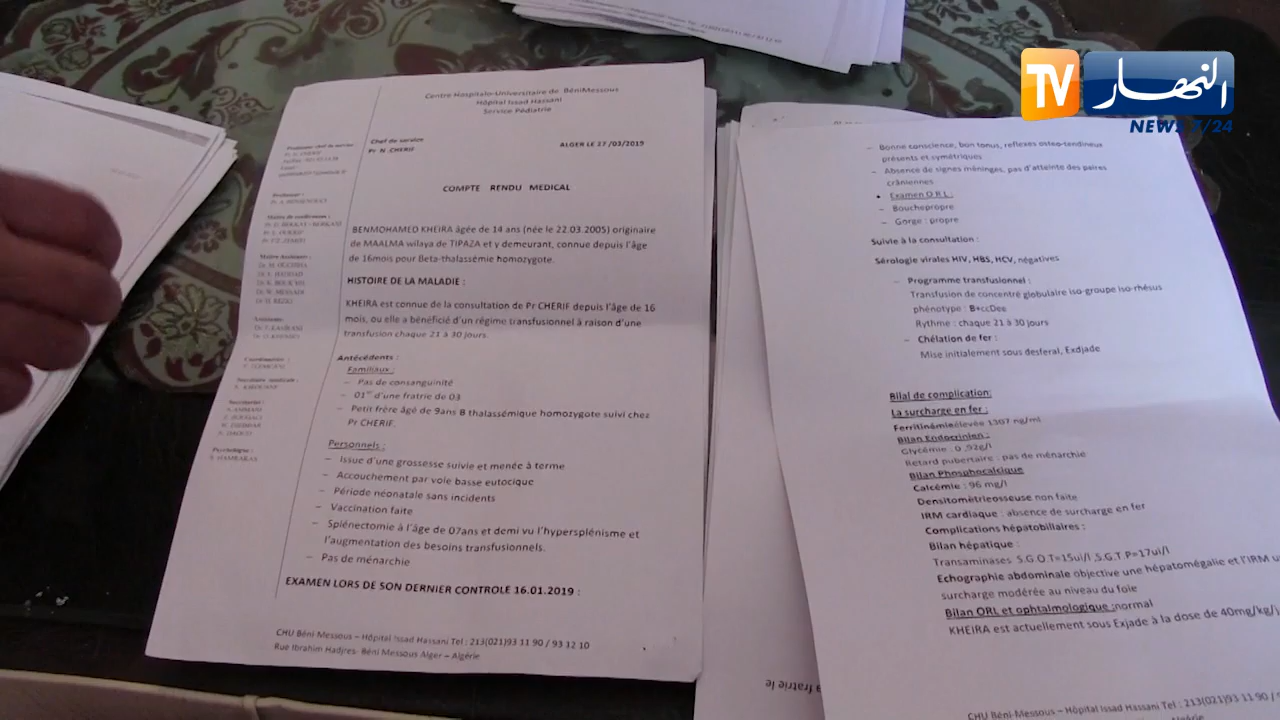 TV النهار
NEWS 7/24
Centre Hospitalo-Universitaire de BéniMessous
Hôpital Issad Hassani
Service Pédiatrie
Chef de service
Pr N.CHERIF
ALGER LE 27 /03/2019
COMPTE RENDU MEDICAL
BENMOHAMED KHEIRA âgée de 14 ans (née le 22.03.2005) originaire
de MAALMA wilaya de TIPAZA et y demeurant, connue depuis l'âge
de 16mois pour Beta-thalassémie homozygote.
HISTOIRE DE LA MALADIE :
KHEIRA est connue de la consultation de Pr CHERIF depuis l'âge de 16
mois, ou elle a bénéficié d'un régime transfusionnel à raison d'une
transfusion chaque 21 à 30 jours.
Antécédents :
Familiaux :
– Pas de consanguinité
– 01er d'une fratrie de 03
– Petit frère âgé de 9ans B thalassémique homozygote suivi chez
Pr CHERIF.
Personnels :
– Issue d'une grossesse suivie et menée à terme
– Accouchement par voie basse eutocique
– Période néonatale sans incidents
– Vaccination faite
– Splénectomie à l'âge de 07ans et demi vu l'hypersplénisme et
l'augmentation des besoins transfusionnels.
– Pas de ménarchie
EXAMEN LORS DE SON DERNIER CONTROLE 16.01.2019 :
CHU Béni-Messous – Hôpital Issad Hassani Tel : 213(021)93 11 90 / 93 12 10
Rue Ibrahim Hadjres- Béni Messous Alger – Algérie
– Bonne conscience, bon tonus, reflexes osteo-tendineux
présents et symétriques
– Absence de signes méningés, pas d'atteinte des paires
crâniennes
• Examen O R L :
– Bouchepropre
– Gorge : propre
Suivie à la consultation :
Sérologie virales HIV, HBS, HCV, négatives
– Programme transfusionnel :
Transfusion de concentré globulaire iso-groupe iso-rhésus
phénotype : B+ccDee
Rythme : chaque 21 à 30 jours
– Chélation de fer :
Mise initialement sous desferal, Exdjade
Bilal de complication:
La surcharge en fer :
Ferritinémieélevée 1307 ng/ml
Bilan Endocrinien :
Glycémie : 0 ,92g/l
Retard pubertaire : pas de ménarchie
Bilan Phosphocalcique
Calcémie : 96 mg/l
Densitométrieosseuse non faite
IRM cardiaque : absence de surcharge en fer
Complications hépatobiliaires :
Bilan hépatique :
Transaminases S.G.O.T=15ui/l ,S.G.T.P=17ui/l
Echographie abdominale objective une hépatomégalie et l'IRM u
surcharge modérée au niveau du foie
Bilan ORL et ophtalmologique :normal
KHEIRA est actuellement sous Exjade à la dose de 40mg/kg/j
CHU Béni-Messous – Hôpital Issad Hassani Tel : 213(021)93 11 90 /
fratrie le